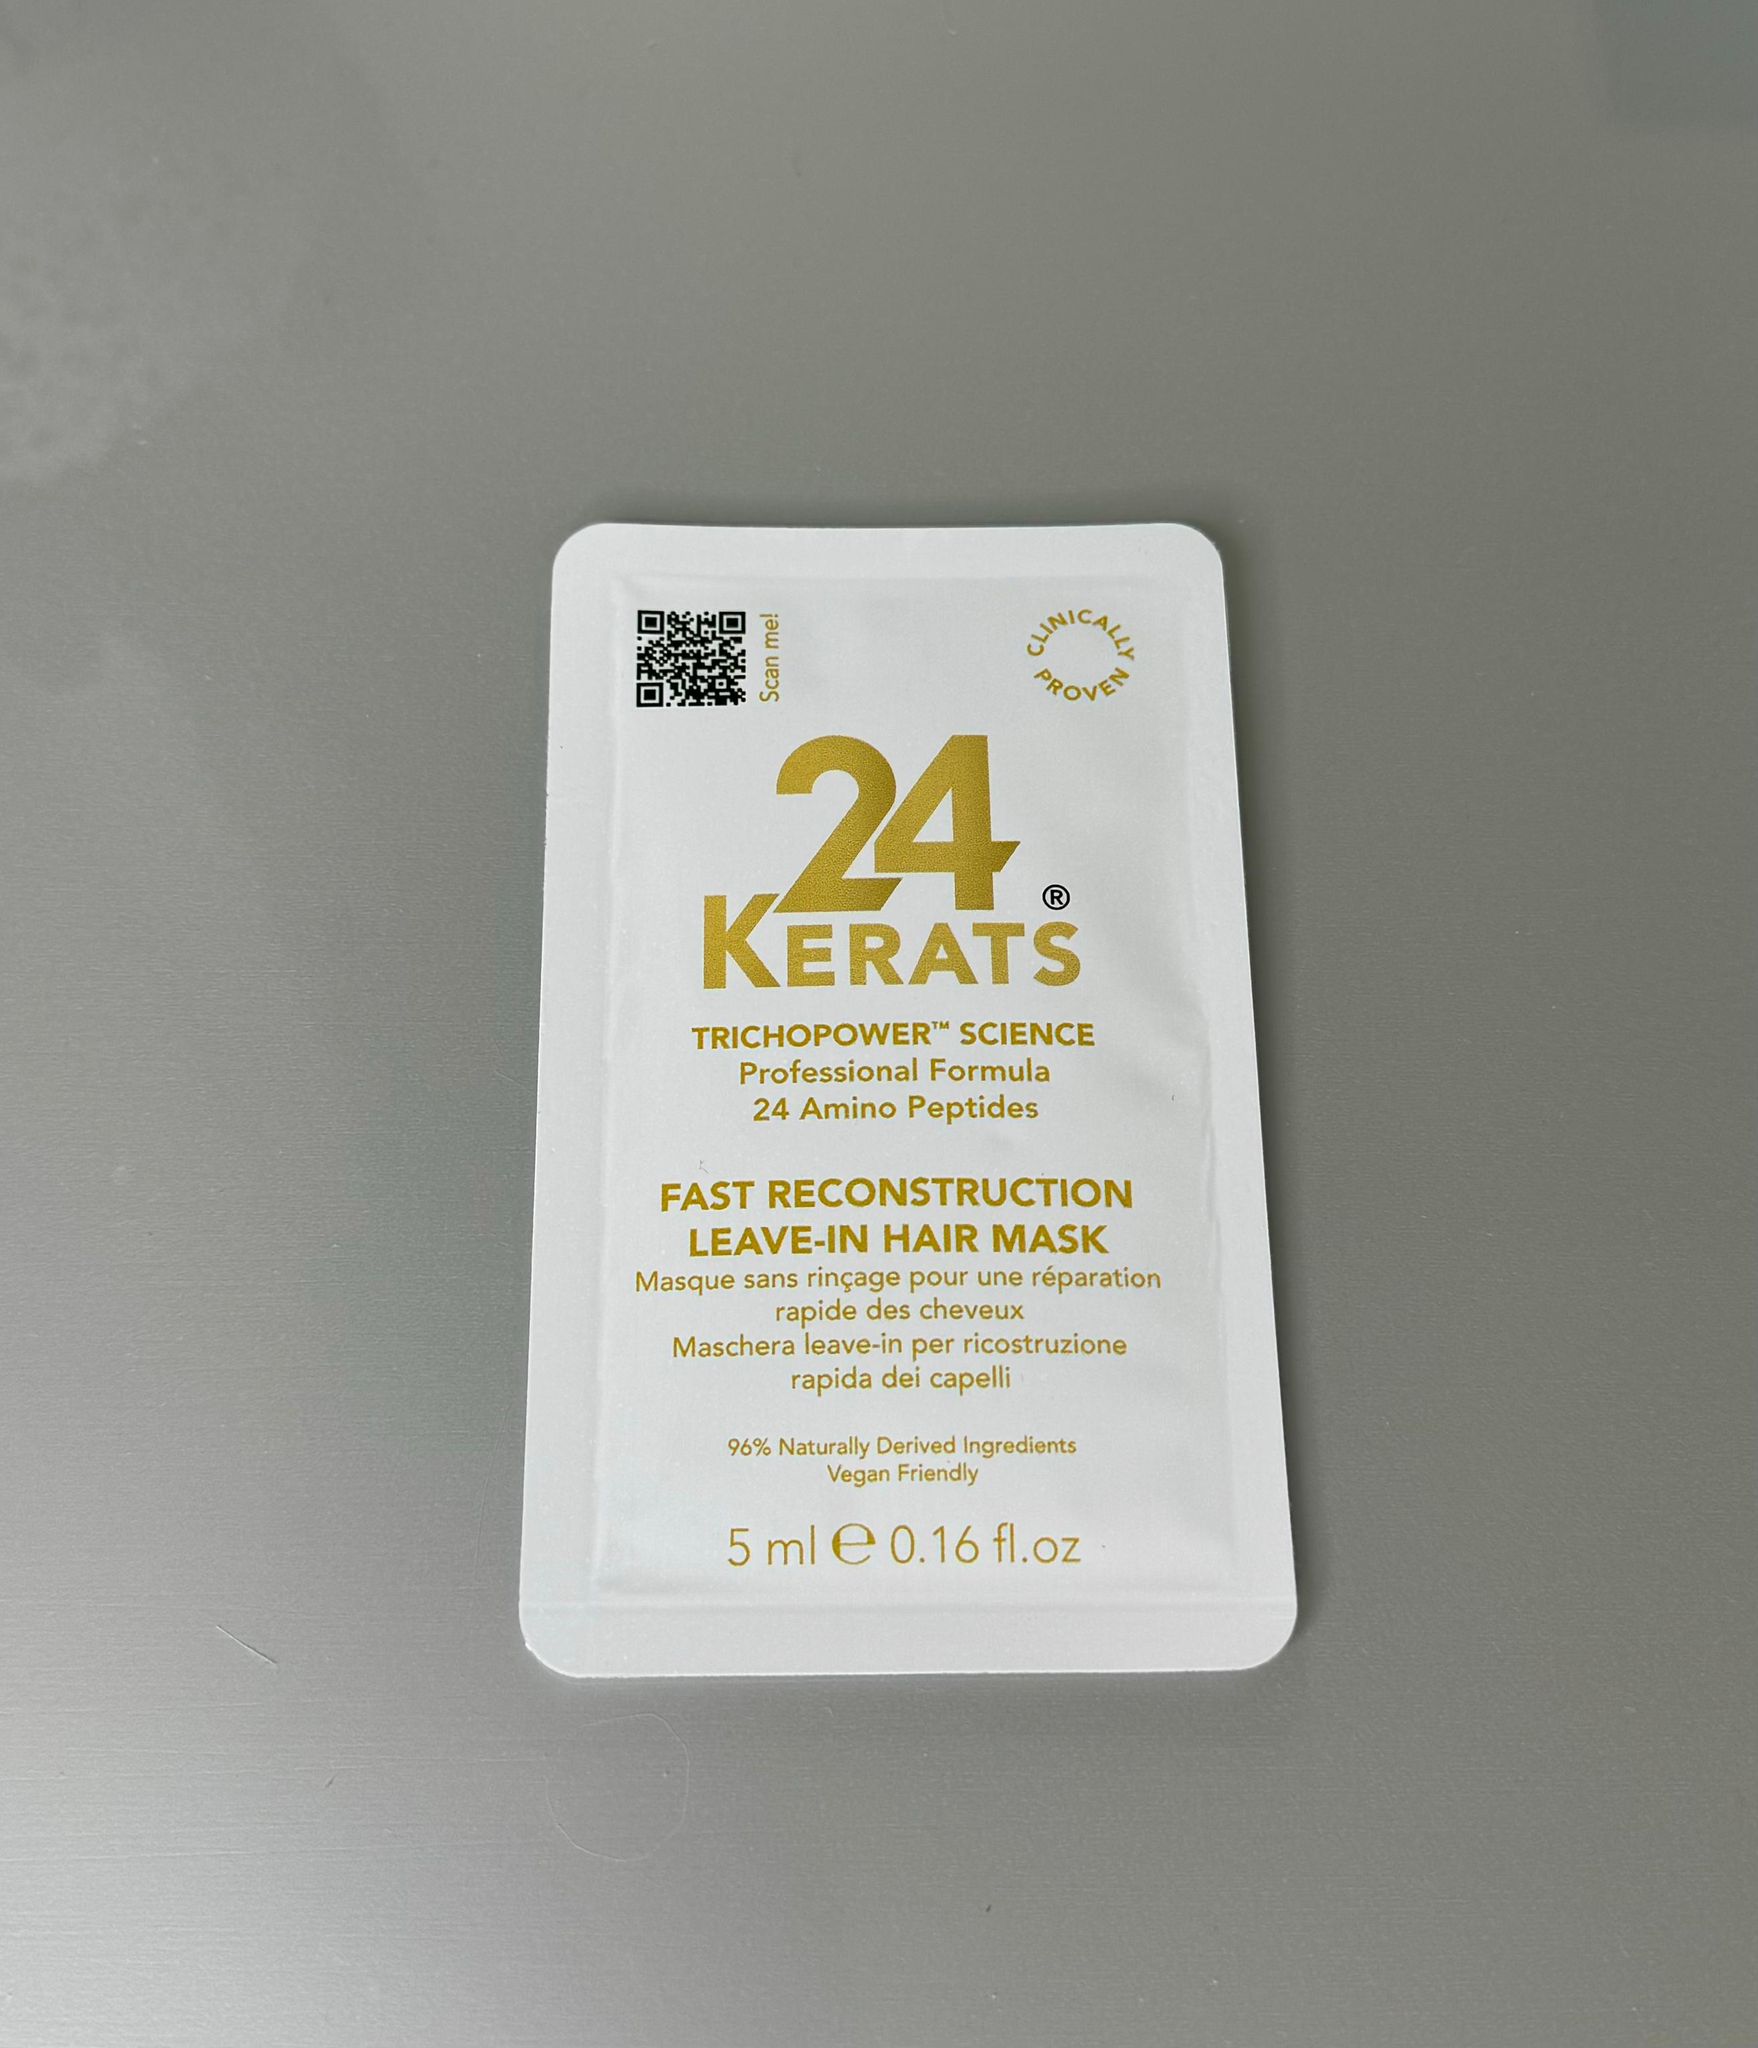 Scan me!
CLINICALLY PROVEN
24
KERATS®
TRICHOPOWER™ SCIENCE
Professional Formula
24 Amino Peptides
FAST RECONSTRUCTION
LEAVE-IN HAIR MASK
Masque sans rinçage pour une réparation
rapide des cheveux
Maschera leave-in per ricostruzione
rapida dei capelli
96% Naturally Derived Ingredients
Vegan Friendly
5 ml ℮ 0.16 fl.oz